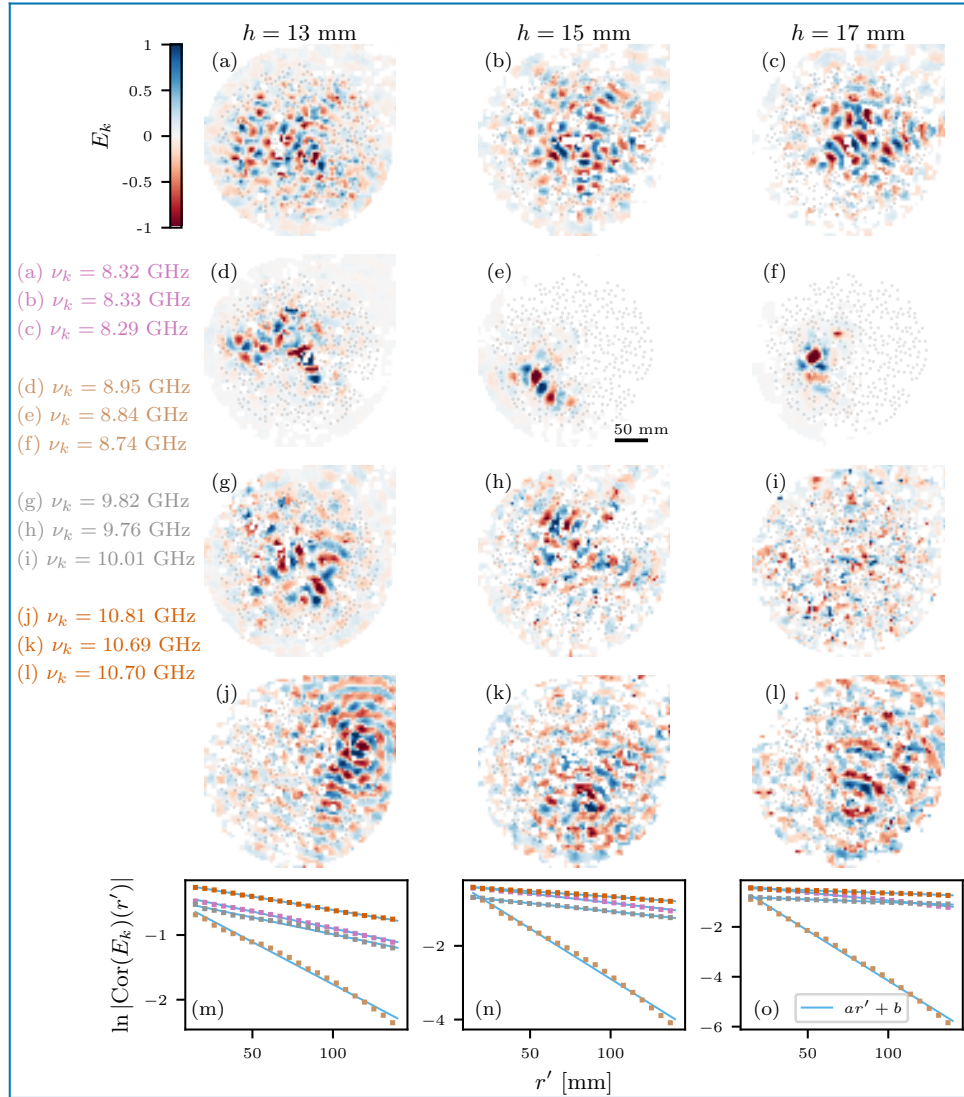 h = 13 mm
h = 15 mm
h = 17 mm
1
0.5
0
-0.5
-1
E_k
(a)
(b)
(c)
(a) ν_k = 8.32 GHz
(b) ν_k = 8.33 GHz
(c) ν_k = 8.29 GHz
(d) ν_k = 8.95 GHz
(e) ν_k = 8.84 GHz
(f) ν_k = 8.74 GHz
(g) ν_k = 9.82 GHz
(h) ν_k = 9.76 GHz
(i) ν_k = 10.01 GHz
(j) ν_k = 10.81 GHz
(k) ν_k = 10.69 GHz
(l) ν_k = 10.70 GHz
(d)
(e)
(f)
50 mm
(g)
(h)
(i)
(j)
(k)
(l)
ln |Cor(E_k)(r′)|
−1
−2
(m)
50
100
−2
−4
(n)
50
100
−2
−4
−6
(o)
ar′ + b
50
100
r′ [mm]